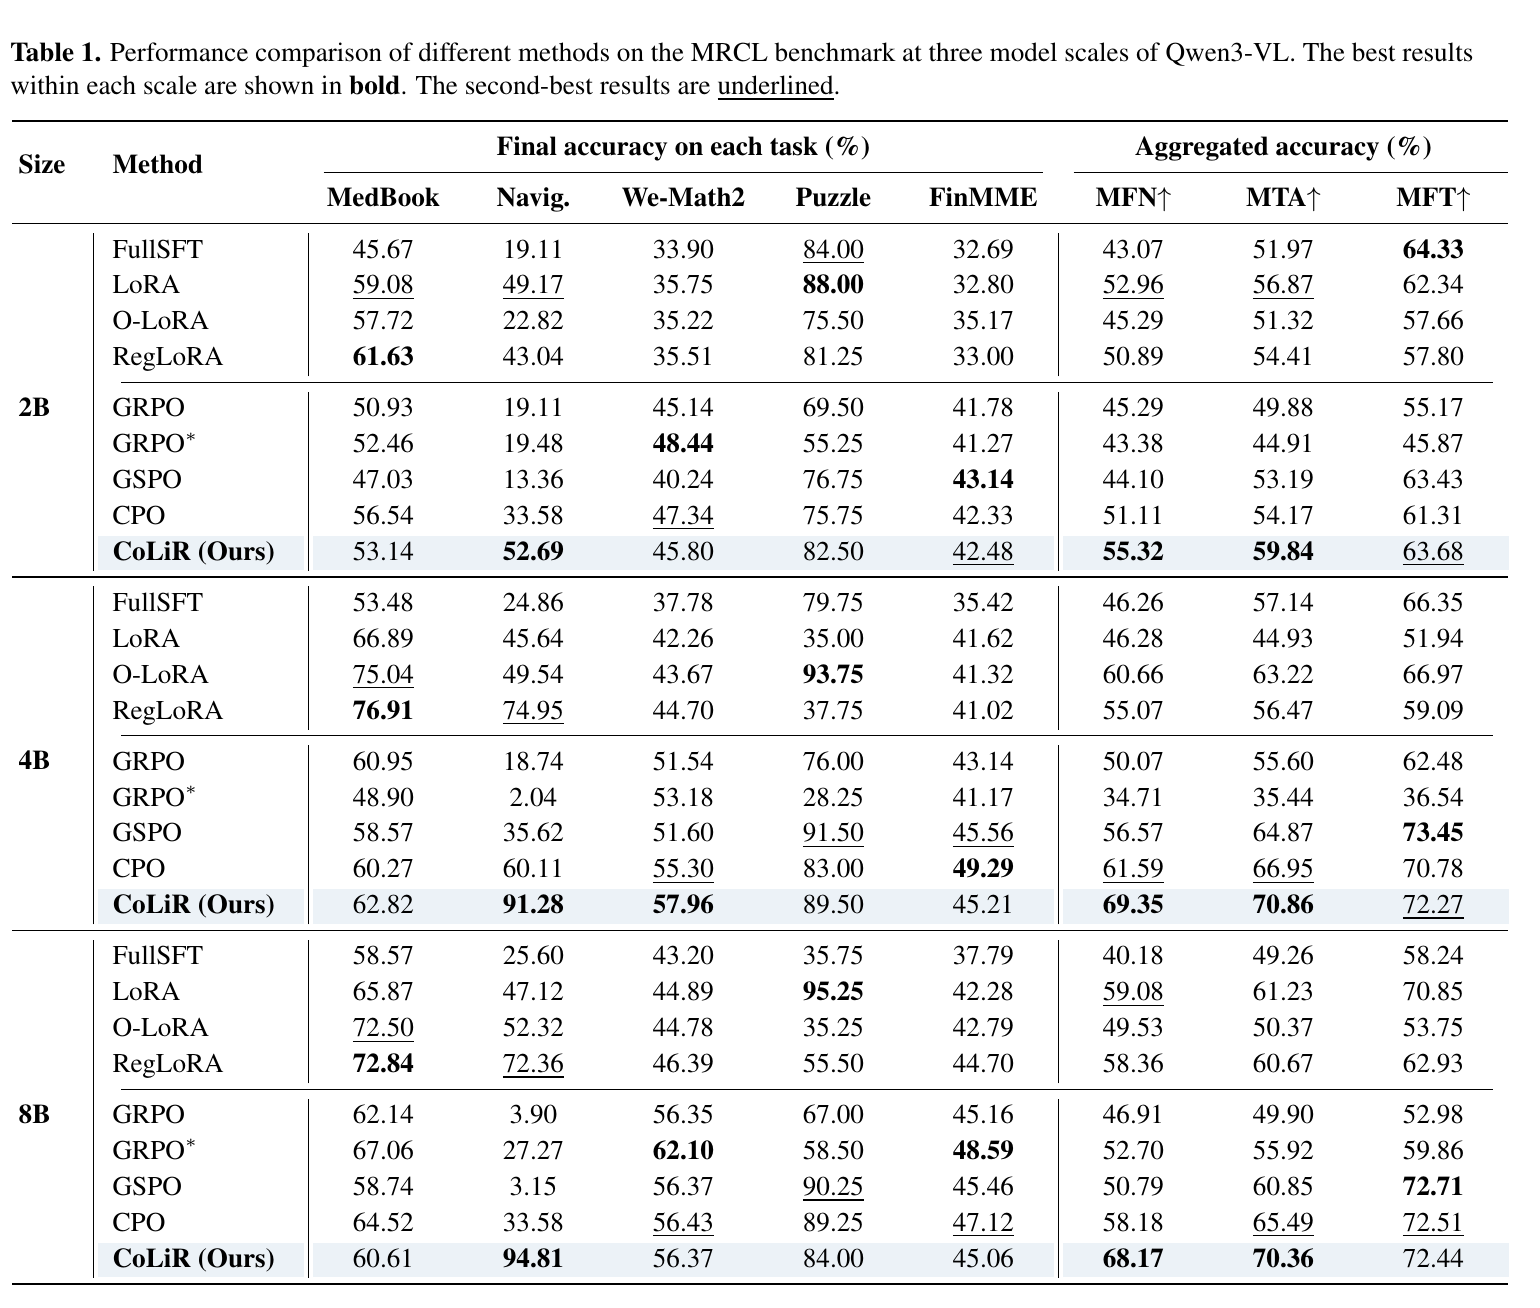 Table 1. Performance comparison of different methods on the MRCL benchmark at three model scales of Qwen3-VL. The best results
within each scale are shown in bold. The second-best results are underlined.
Size Method Final accuracy on each task (%) Aggregated accuracy (%)
MedBook Navig. We-Math2 Puzzle FinMME MFN↑ MTA↑ MFT↑
FullSFT 45.67 19.11 33.90 84.00 32.69 43.07 51.97 64.33
LoRA 59.08 49.17 35.75 88.00 32.80 52.96 56.87 62.34
O-LoRA 57.72 22.82 35.22 75.50 35.17 45.29 51.32 57.66
RegLoRA 61.63 43.04 35.51 81.25 33.00 50.89 54.41 57.80
2B GRPO 50.93 19.11 45.14 69.50 41.78 45.29 49.88 55.17
GRPO* 52.46 19.48 48.44 55.25 41.27 43.38 44.91 45.87
GSPO 47.03 13.36 40.24 76.75 43.14 44.10 53.19 63.43
CPO 56.54 33.58 47.34 75.75 42.33 51.11 54.17 61.31
CoLiR (Ours) 53.14 52.69 45.80 82.50 42.48 55.32 59.84 63.68
FullSFT 53.48 24.86 37.78 79.75 35.42 46.26 57.14 66.35
LoRA 66.89 45.64 42.26 35.00 41.62 46.28 44.93 51.94
O-LoRA 75.04 49.54 43.67 93.75 41.32 60.66 63.22 66.97
RegLoRA 76.91 74.95 44.70 37.75 41.02 55.07 56.47 59.09
4B GRPO 60.95 18.74 51.54 76.00 43.14 50.07 55.60 62.48
GRPO* 48.90 2.04 53.18 28.25 41.17 34.71 35.44 36.54
GSPO 58.57 35.62 51.60 91.50 45.56 56.57 64.87 73.45
CPO 60.27 60.11 55.30 83.00 49.29 61.59 66.95 70.78
CoLiR (Ours) 62.82 91.28 57.96 89.50 45.21 69.35 70.86 72.27
FullSFT 58.57 25.60 43.20 35.75 37.79 40.18 49.26 58.24
LoRA 65.87 47.12 44.89 95.25 42.28 59.08 61.23 70.85
O-LoRA 72.50 52.32 44.78 35.25 42.79 49.53 50.37 53.75
RegLoRA 72.84 72.36 46.39 55.50 44.70 58.36 60.67 62.93
8B GRPO 62.14 3.90 56.35 67.00 45.16 46.91 49.90 52.98
GRPO* 67.06 27.27 62.10 58.50 48.59 52.70 55.92 59.86
GSPO 58.74 3.15 56.37 90.25 45.46 50.79 60.85 72.71
CPO 64.52 33.58 56.43 89.25 47.12 58.18 65.49 72.51
CoLiR (Ours) 60.61 94.81 56.37 84.00 45.06 68.17 70.36 72.44